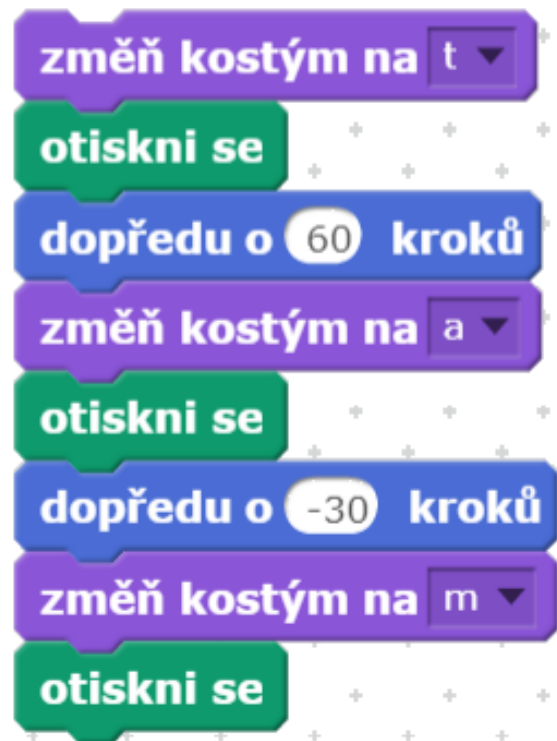 změň kostým na t
otiskni se
dopředu o 60 kroků
změň kostým na a
otiskni se
dopředu o -30 kroků
změň kostým na m
otiskni se